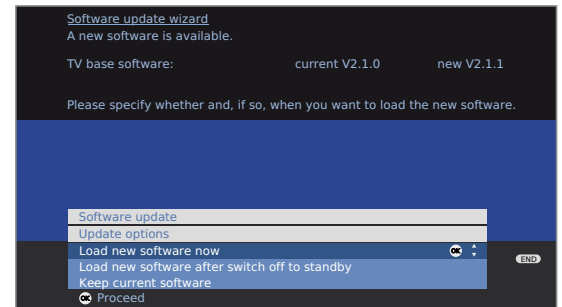 Software update wizard
A new software is available.
TV base software: current V2.1.0 new V2.1.1
Please specify whether and, if so, when you want to load the new software.
Software update
Update options
Load new software now OK
Load new software after switch off to standby
END
Keep current software
OK Proceed